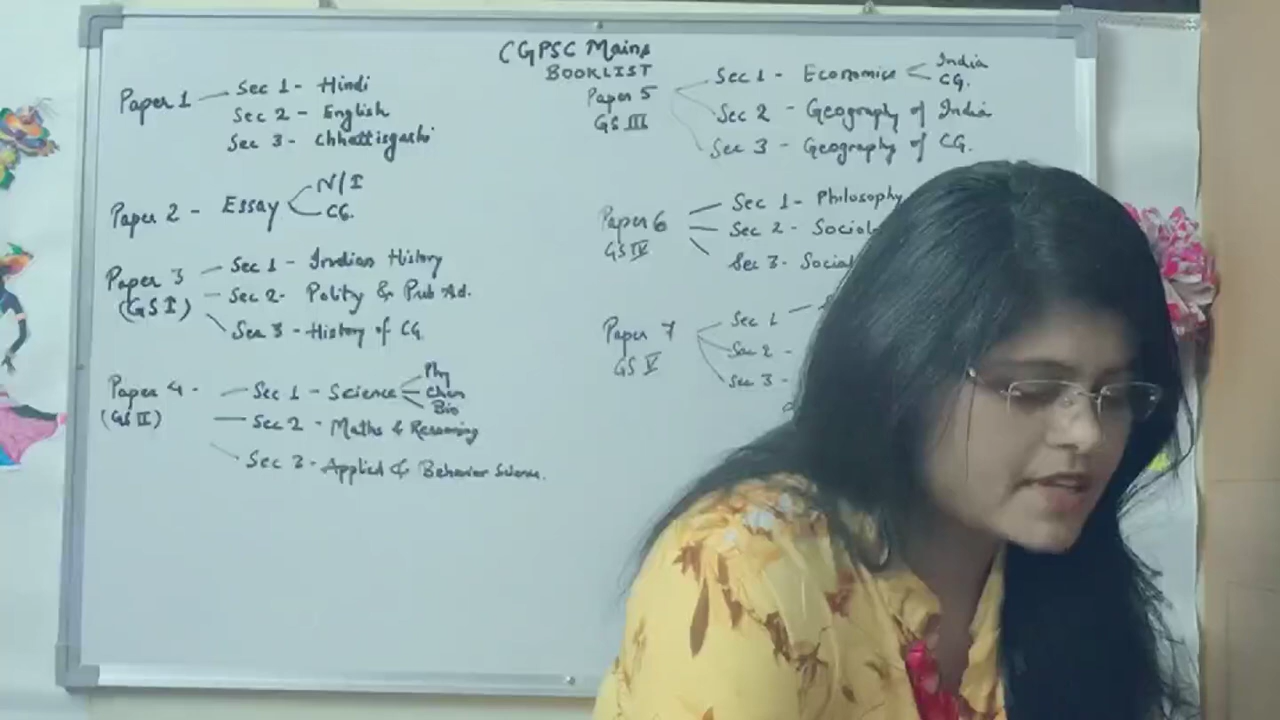 CGPSC Mains
BOOKLIST
Paper 1 - Sec 1 - Hindi
Sec 2 - English
Sec 3 - Chhattisgarhi
Paper 2 - Essay N/I
CG.
Paper 3 Sec 1 - Indian History
(GS I) Sec 2- Polity & Pub Ad.
Sec 3 - History of CG
Paper 4 - Sec 1 - Science Phy
Chem
Bio
(GS II) Sec 2 - Maths & Reasoning
Sec 3 - Applied & Behavior Science.
Paper 5 Sec 1 - Economics India
CG.
GS III Sec 2 - Geography of India
Sec 3 - Geography of CG.
Paper 6 Sec 1 - Philosophy
GS IV Sec 2 - Sociol
Sec 3 - Social
Paper 7 Sec 1 -
GS V Sec 2 -
Sec 3 -